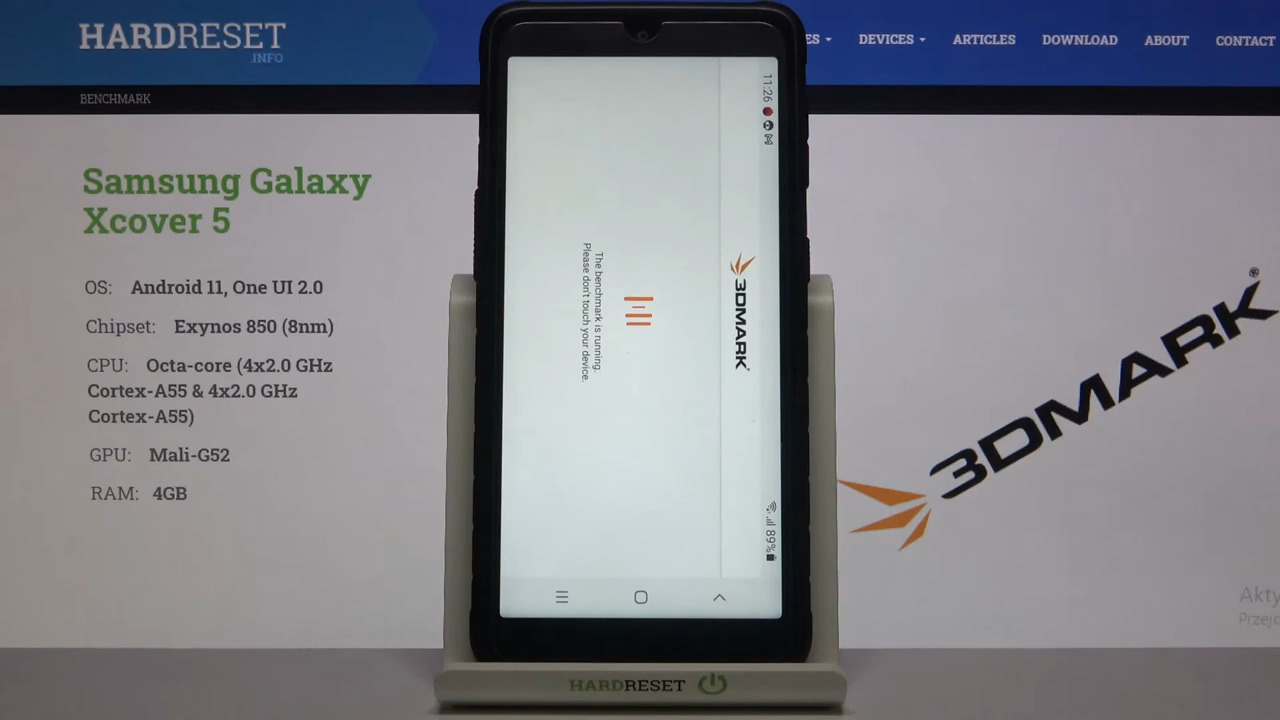 HARDRESET
.INFO
DEVICES
ARTICLES
DOWNLOAD
ABOUT
CONTACT
BENCHMARK
Samsung Galaxy
Xcover 5
OS: Android 11, One UI 2.0
Chipset: Exynos 850 (8nm)
CPU: Octa-core (4x2.0 GHz
Cortex-A55 & 4x2.0 GHz
Cortex-A55)
GPU: Mali-G52
RAM: 4GB
11:26
89%
3DMARK
The benchmark is running.
Please don't touch your device.
3DMARK
HARDRESET